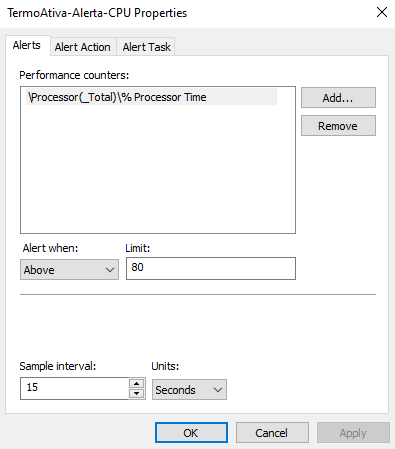 TermoAtiva-Alerta-CPU Properties
Alerts Alert Action Alert Task
Performance counters:
\Processor(_Total)\% Processor Time
Add...
Remove
Alert when: Limit:
Above 80
Sample interval: Units:
15 Seconds
OK Cancel Apply